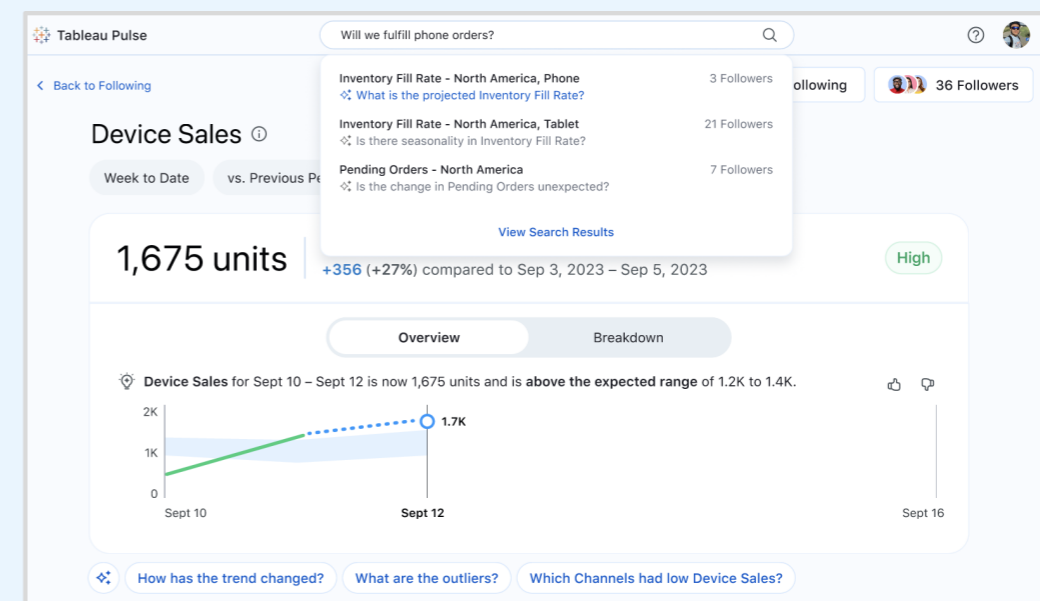 Tableau Pulse
Will we fulfill phone orders?
Back to Following
Inventory Fill Rate - North America, Phone
3 Followers
What is the projected Inventory Fill Rate?
Inventory Fill Rate - North America, Tablet
21 Followers
Is there seasonality in Inventory Fill Rate?
Pending Orders - North America
7 Followers
Is the change in Pending Orders unexpected?
View Search Results
ollowing
36 Followers
Device Sales
Week to Date
vs. Previous Pe
1,675 units
+356 (+27%) compared to Sep 3, 2023 – Sep 5, 2023
High
Overview
Breakdown
Device Sales for Sept 10 – Sept 12 is now 1,675 units and is above the expected range of 1.2K to 1.4K.
2K
1K
0
1.7K
Sept 10
Sept 12
Sept 16
How has the trend changed?
What are the outliers?
Which Channels had low Device Sales?